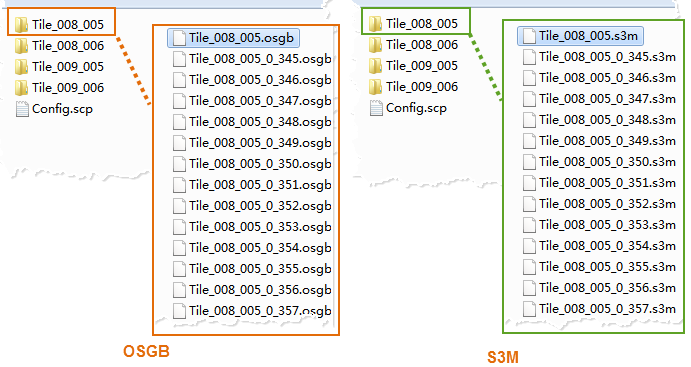 Tile_008_005
Tile_008_006
Tile_009_005
Tile_009_006
Config.scp
Tile_008_005.osgb
Tile_008_005_0_345.osgb
Tile_008_005_0_346.osgb
Tile_008_005_0_347.osgb
Tile_008_005_0_348.osgb
Tile_008_005_0_349.osgb
Tile_008_005_0_350.osgb
Tile_008_005_0_351.osgb
Tile_008_005_0_352.osgb
Tile_008_005_0_353.osgb
Tile_008_005_0_354.osgb
Tile_008_005_0_355.osgb
Tile_008_005_0_356.osgb
Tile_008_005_0_357.osgb
OSGB
Tile_008_005
Tile_008_006
Tile_009_005
Tile_009_006
Config.scp
Tile_008_005.s3m
Tile_008_005_0_345.s3m
Tile_008_005_0_346.s3m
Tile_008_005_0_347.s3m
Tile_008_005_0_348.s3m
Tile_008_005_0_349.s3m
Tile_008_005_0_350.s3m
Tile_008_005_0_351.s3m
Tile_008_005_0_352.s3m
Tile_008_005_0_353.s3m
Tile_008_005_0_354.s3m
Tile_008_005_0_355.s3m
Tile_008_005_0_356.s3m
Tile_008_005_0_357.s3m
S3M